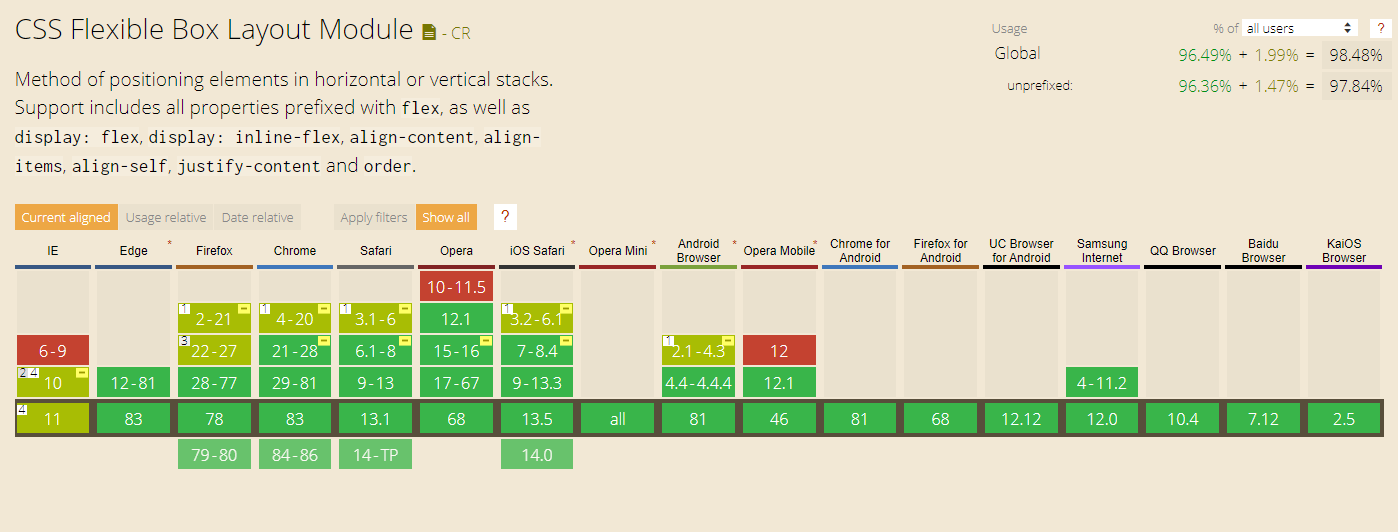 CSS Flexible Box Layout Module - CR
Usage % of all users ?
Global 96.49% + 1.99% = 98.48%
unprefixed: 96.36% + 1.47% = 97.84%
Method of positioning elements in horizontal or vertical stacks.
Support includes all properties prefixed with flex, as well as
display: flex, display: inline-flex, align-content, align-
items, align-self, justify-content and order.
Current aligned Usage relative Date relative Apply filters Show all ?
IE Edge * Firefox Chrome Safari Opera iOS Safari * Opera Mini * Android Browser * Opera Mobile * Chrome for Android Firefox for Android UC Browser for Android Samsung Internet QQ Browser Baidu Browser KaiOS Browser
10-11.5
1 2-21 1 4-20 1 3.1-6 12.1 1 3.2-6.1
6-9 3 22-27 21-28 6.1-8 15-16 7-8.4 1 2.1-4.3 12
2 4 10 12-81 28-77 29-81 9-13 17-67 9-13.3 4.4-4.4.4 12.1 4-11.2
4 11 83 78 83 13.1 68 13.5 all 81 46 81 68 12.12 12.0 10.4 7.12 2.5
79-80 84-86 14-TP 14.0